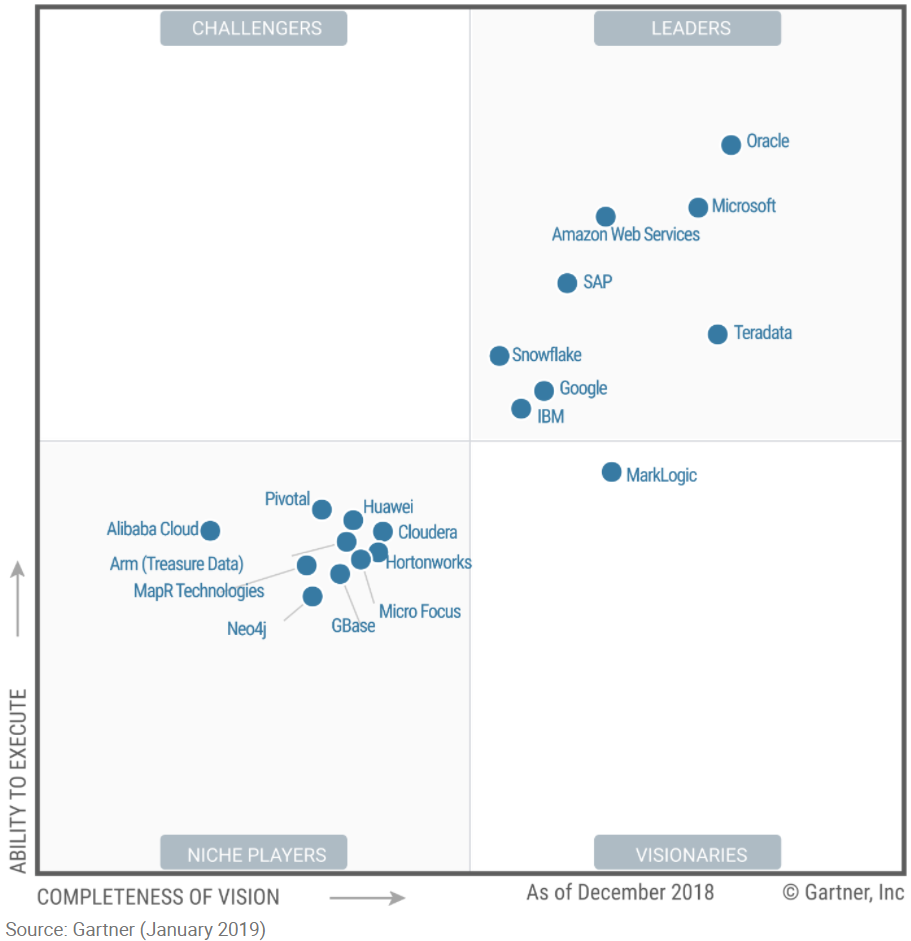 CHALLENGERS
LEADERS
Oracle
Microsoft
Amazon Web Services
SAP
Teradata
Snowflake
Google
IBM
MarkLogic
Pivotal
Huawei
Alibaba Cloud
Cloudera
Arm (Treasure Data)
Hortonworks
MapR Technologies
Micro Focus
Neo4j
GBase
ABILITY TO EXECUTE
NICHE PLAYERS
VISIONARIES
COMPLETENESS OF VISION
As of December 2018
© Gartner, Inc
Source: Gartner (January 2019)